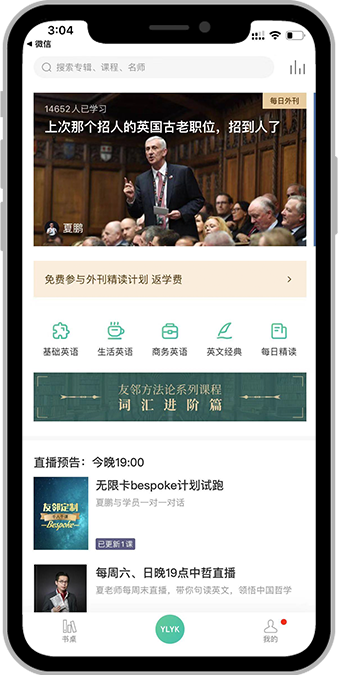 3:04
微信
搜索专辑、课程、名师
每日外刊
14652人已学习
上次那个招人的英国古老职位，招到人了
夏鹏
免费参与外刊精读计划 返学费
基础英语
生活英语
商务英语
英文经典
每日精读
友邻方法论系列课程
词汇进阶篇
直播预告：今晚19:00
友邻定制
Bespoke
无限卡bespoke计划试跑
夏鹏与学员一对一对话
已更新1课
每周六、日晚19点中哲直播
夏老师每周末直播，带你句读英文，领悟中国哲学
书桌
YLYK
我的